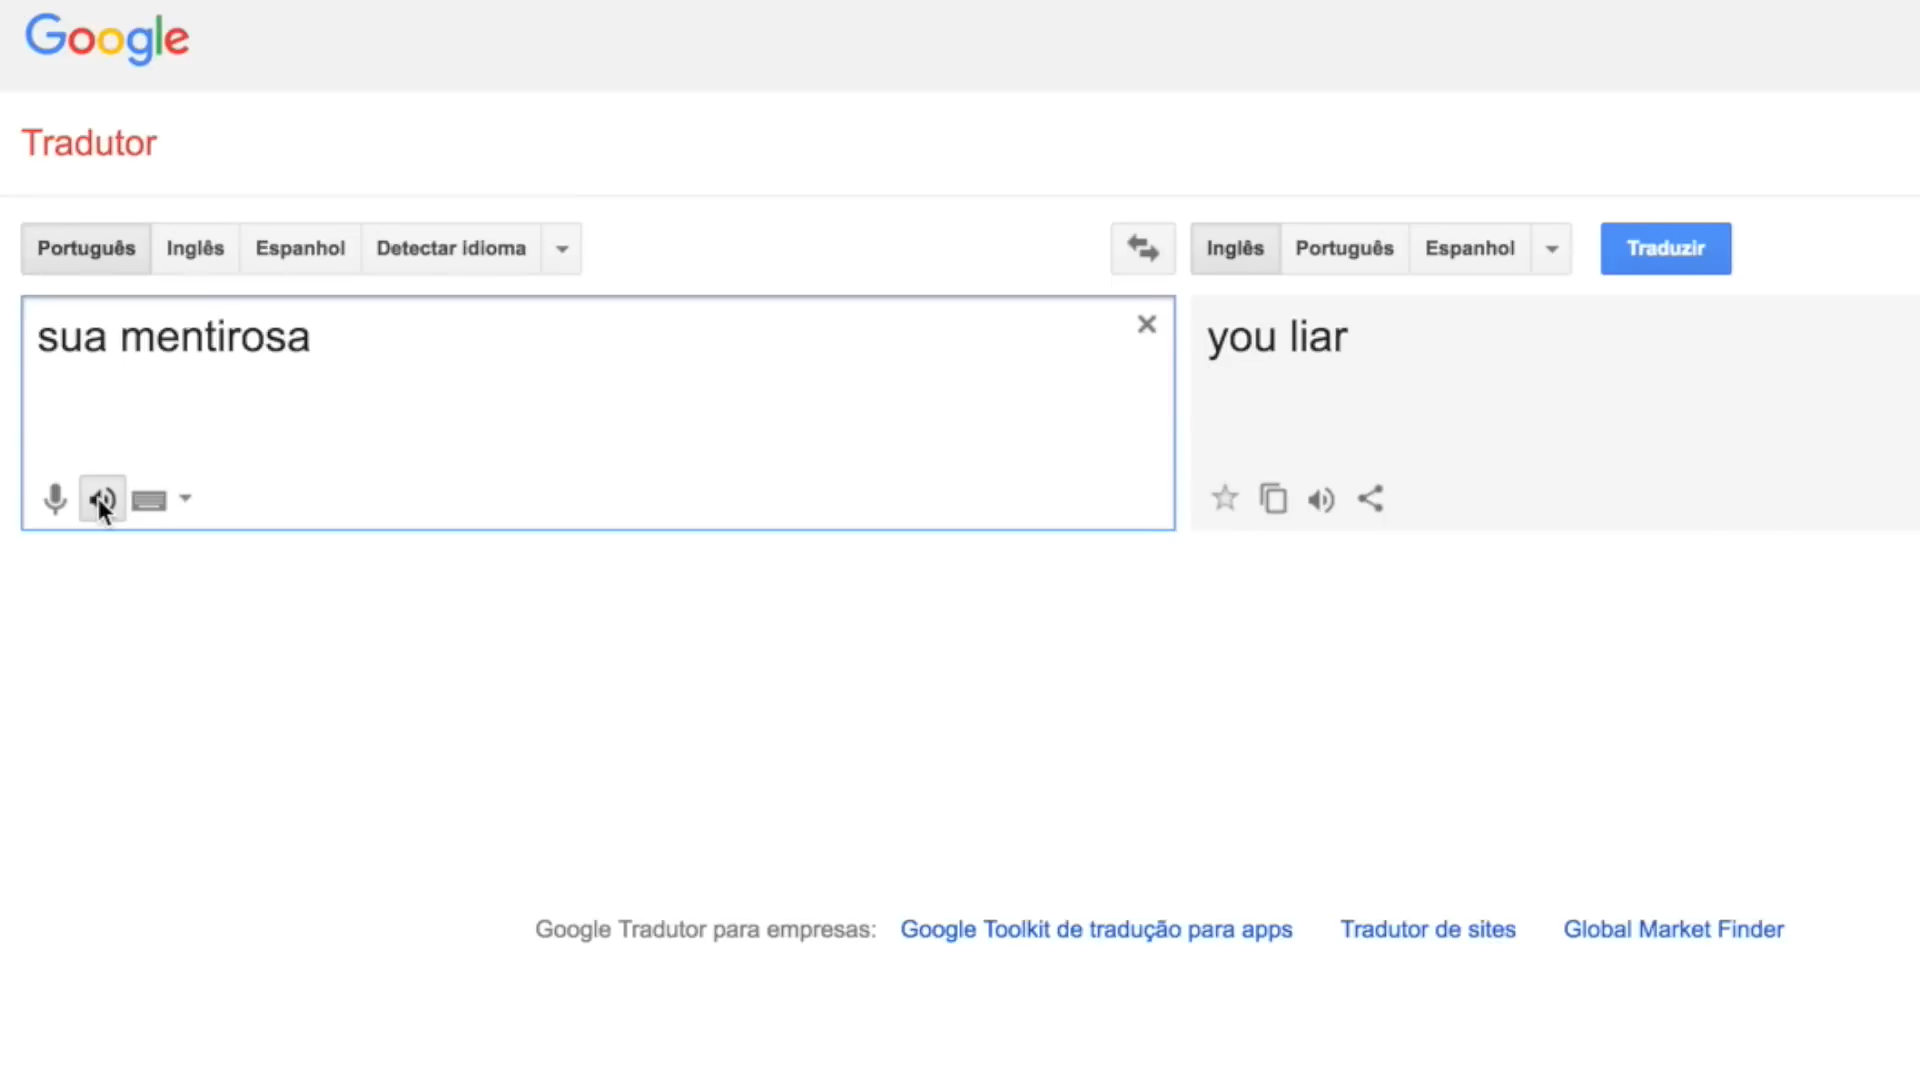 Google
Tradutor
Português Inglês Espanhol Detectar idioma
Inglês Português Espanhol Traduzir
sua mentirosa
you liar
Google Tradutor para empresas: Google Toolkit de tradução para apps Tradutor de sites Global Market Finder